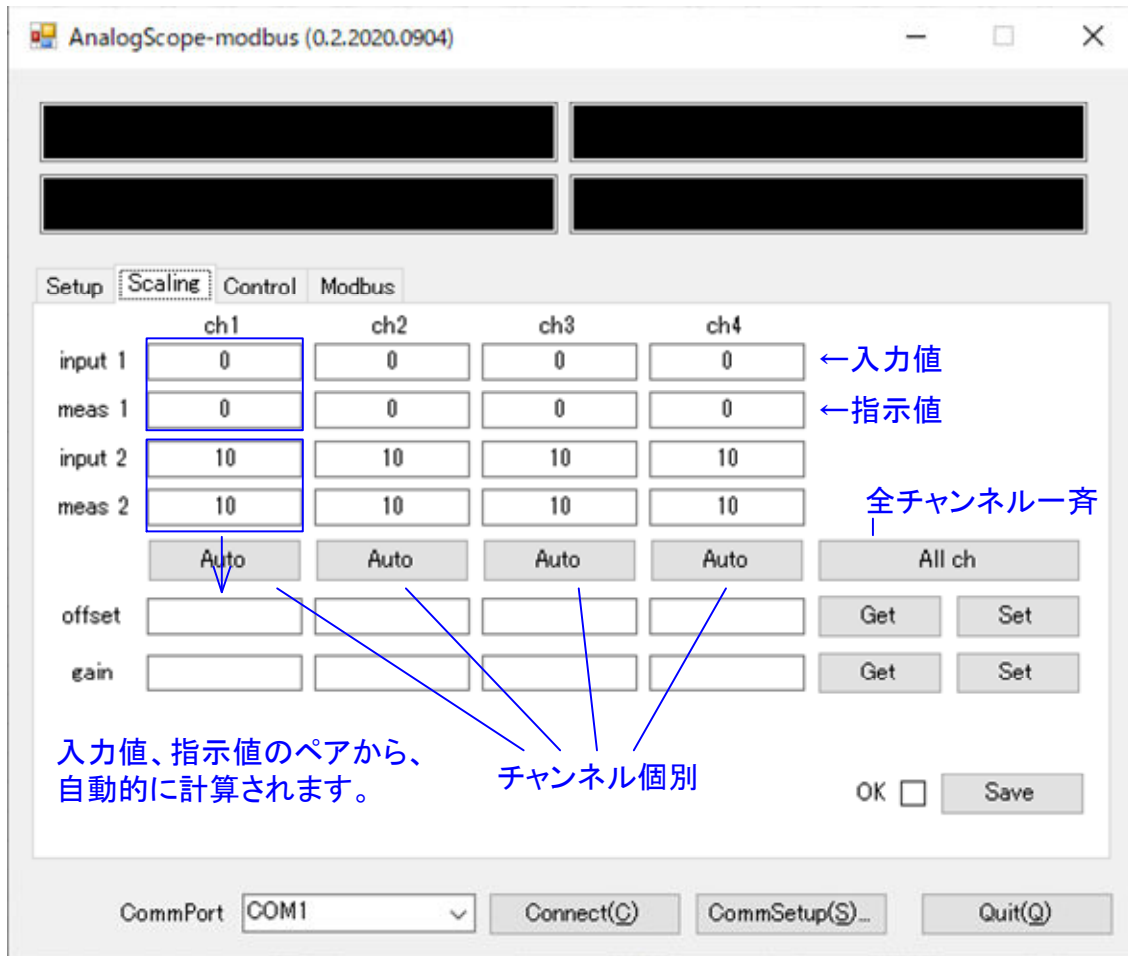 AnalogScope-modbus (0.2.2020.0904)
Setup Scaling Control Modbus
ch1 ch2 ch3 ch4
input 1 0 0 0 0 ←入力値
meas 1 0 0 0 0 ←指示値
input 2 10 10 10 10
meas 2 10 10 10 10
全チャンネル一斉
Auto Auto Auto Auto All ch
offset Get Set
gain Get Set
入力値、指示値のペアから、
自動的に計算されます。
チャンネル個別
OK Save
CommPort COM1 Connect(C) CommSetup(S)... Quit(Q)